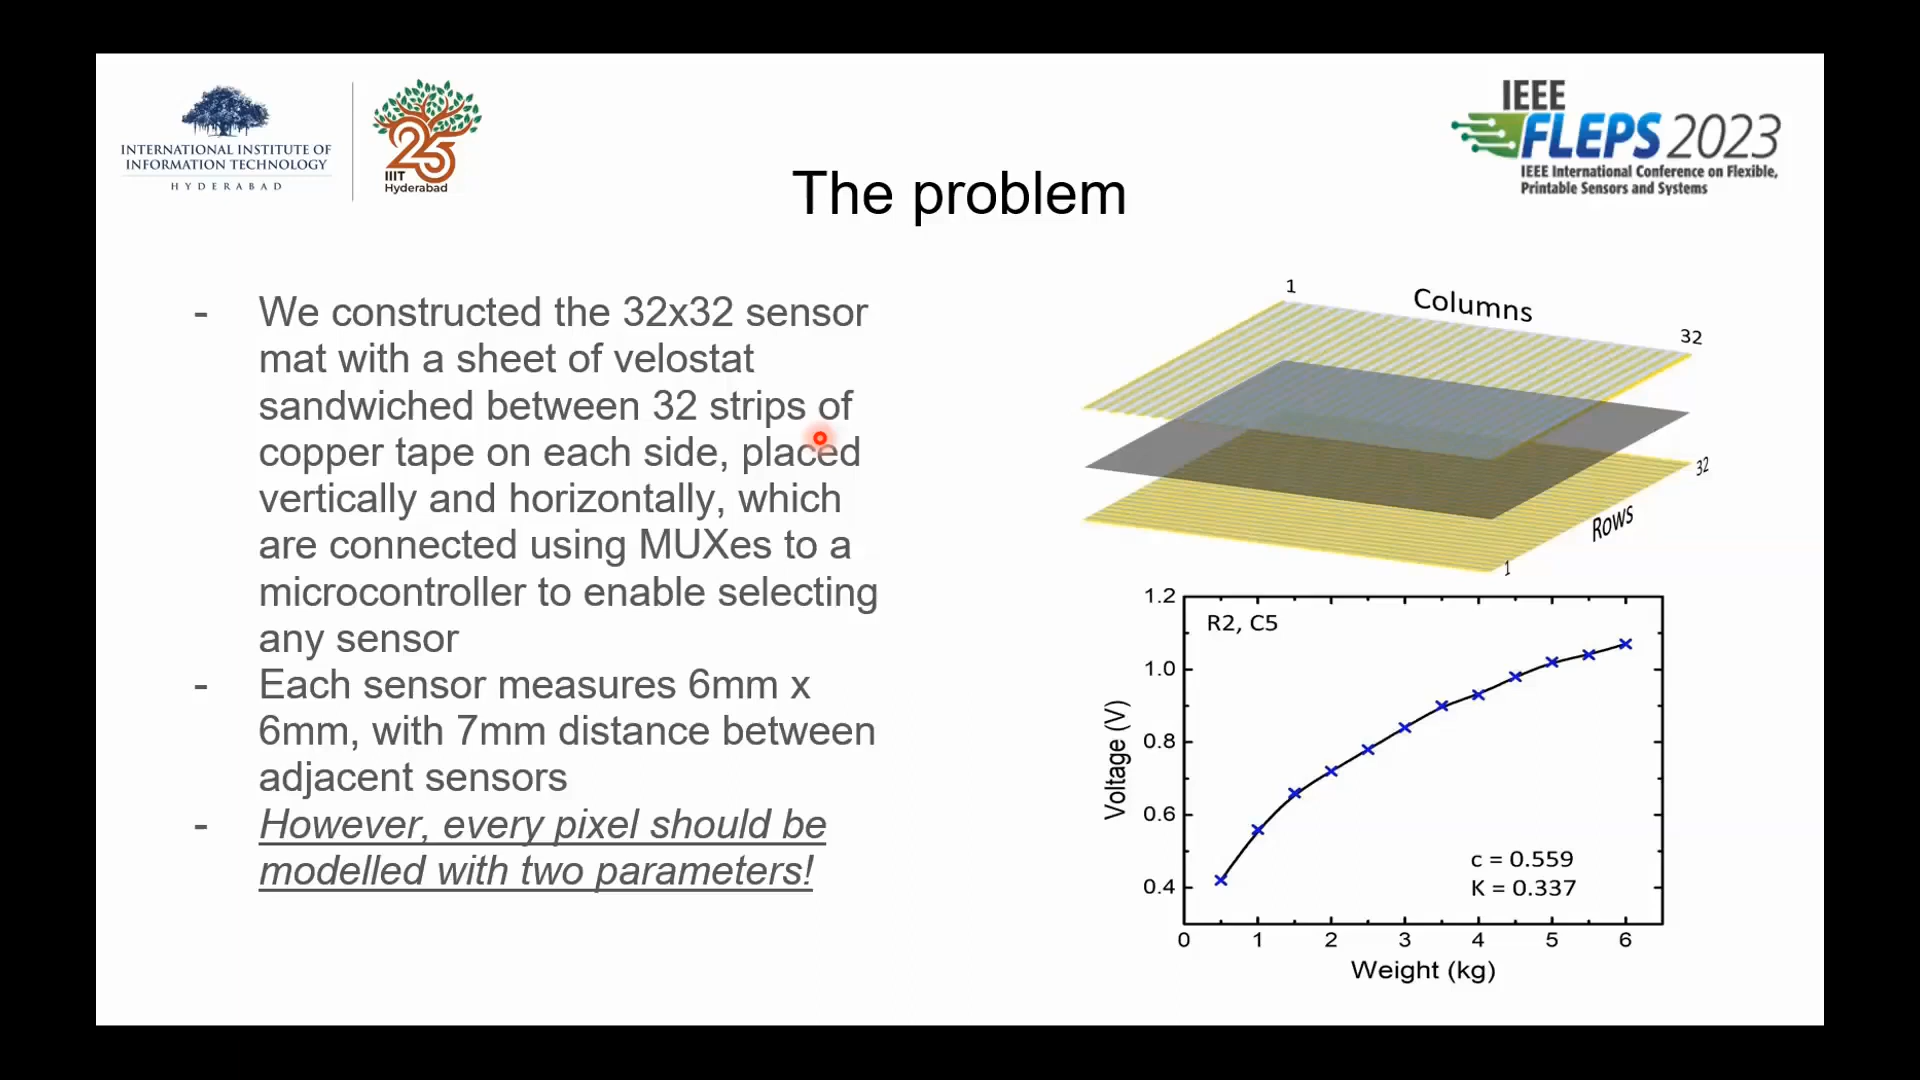 INTERNATIONAL INSTITUTE OF
INFORMATION TECHNOLOGY
HYDERABAD
25
IIIT
Hyderabad
IEEE
FLEPS 2023
IEEE International Conference on Flexible,
Printable Sensors and Systems
The problem
- We constructed the 32x32 sensor
mat with a sheet of velostat
sandwiched between 32 strips of
copper tape on each side, placed
vertically and horizontally, which
are connected using MUXes to a
microcontroller to enable selecting
any sensor
- Each sensor measures 6mm x
6mm, with 7mm distance between
adjacent sensors
- However, every pixel should be
modelled with two parameters!
1
Columns
32
32
Rows
1
R2, C5
1.2
1.0
0.8
0.6
0.4
Voltage (V)
c = 0.559
K = 0.337
0 1 2 3 4 5 6
Weight (kg)